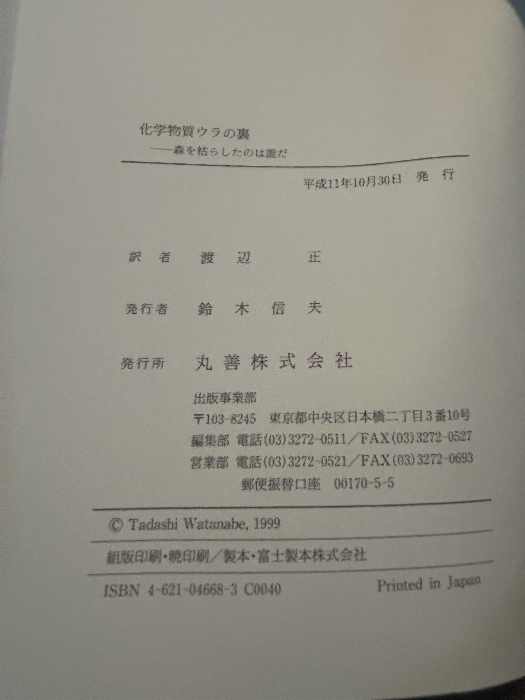 化学物質ウラの裏
——森を枯らしたのは誰だ
平成11年10月30日 発行
訳者 渡辺 正
発行者 鈴木信夫
発行所 丸善株式会社
出版事業部
〒103-8245 東京都中央区日本橋二丁目3番10号
編集部 電話(03)3272-0511/FAX(03)3272-0527
営業部 電話(03)3272-0521/FAX(03)3272-0693
郵便振替口座 00170-5-5
© Tadashi Watanabe, 1999
組版印刷・暁印刷/製本・富士製本株式会社
ISBN 4-621-04668-3 C0040 Printed in Japan